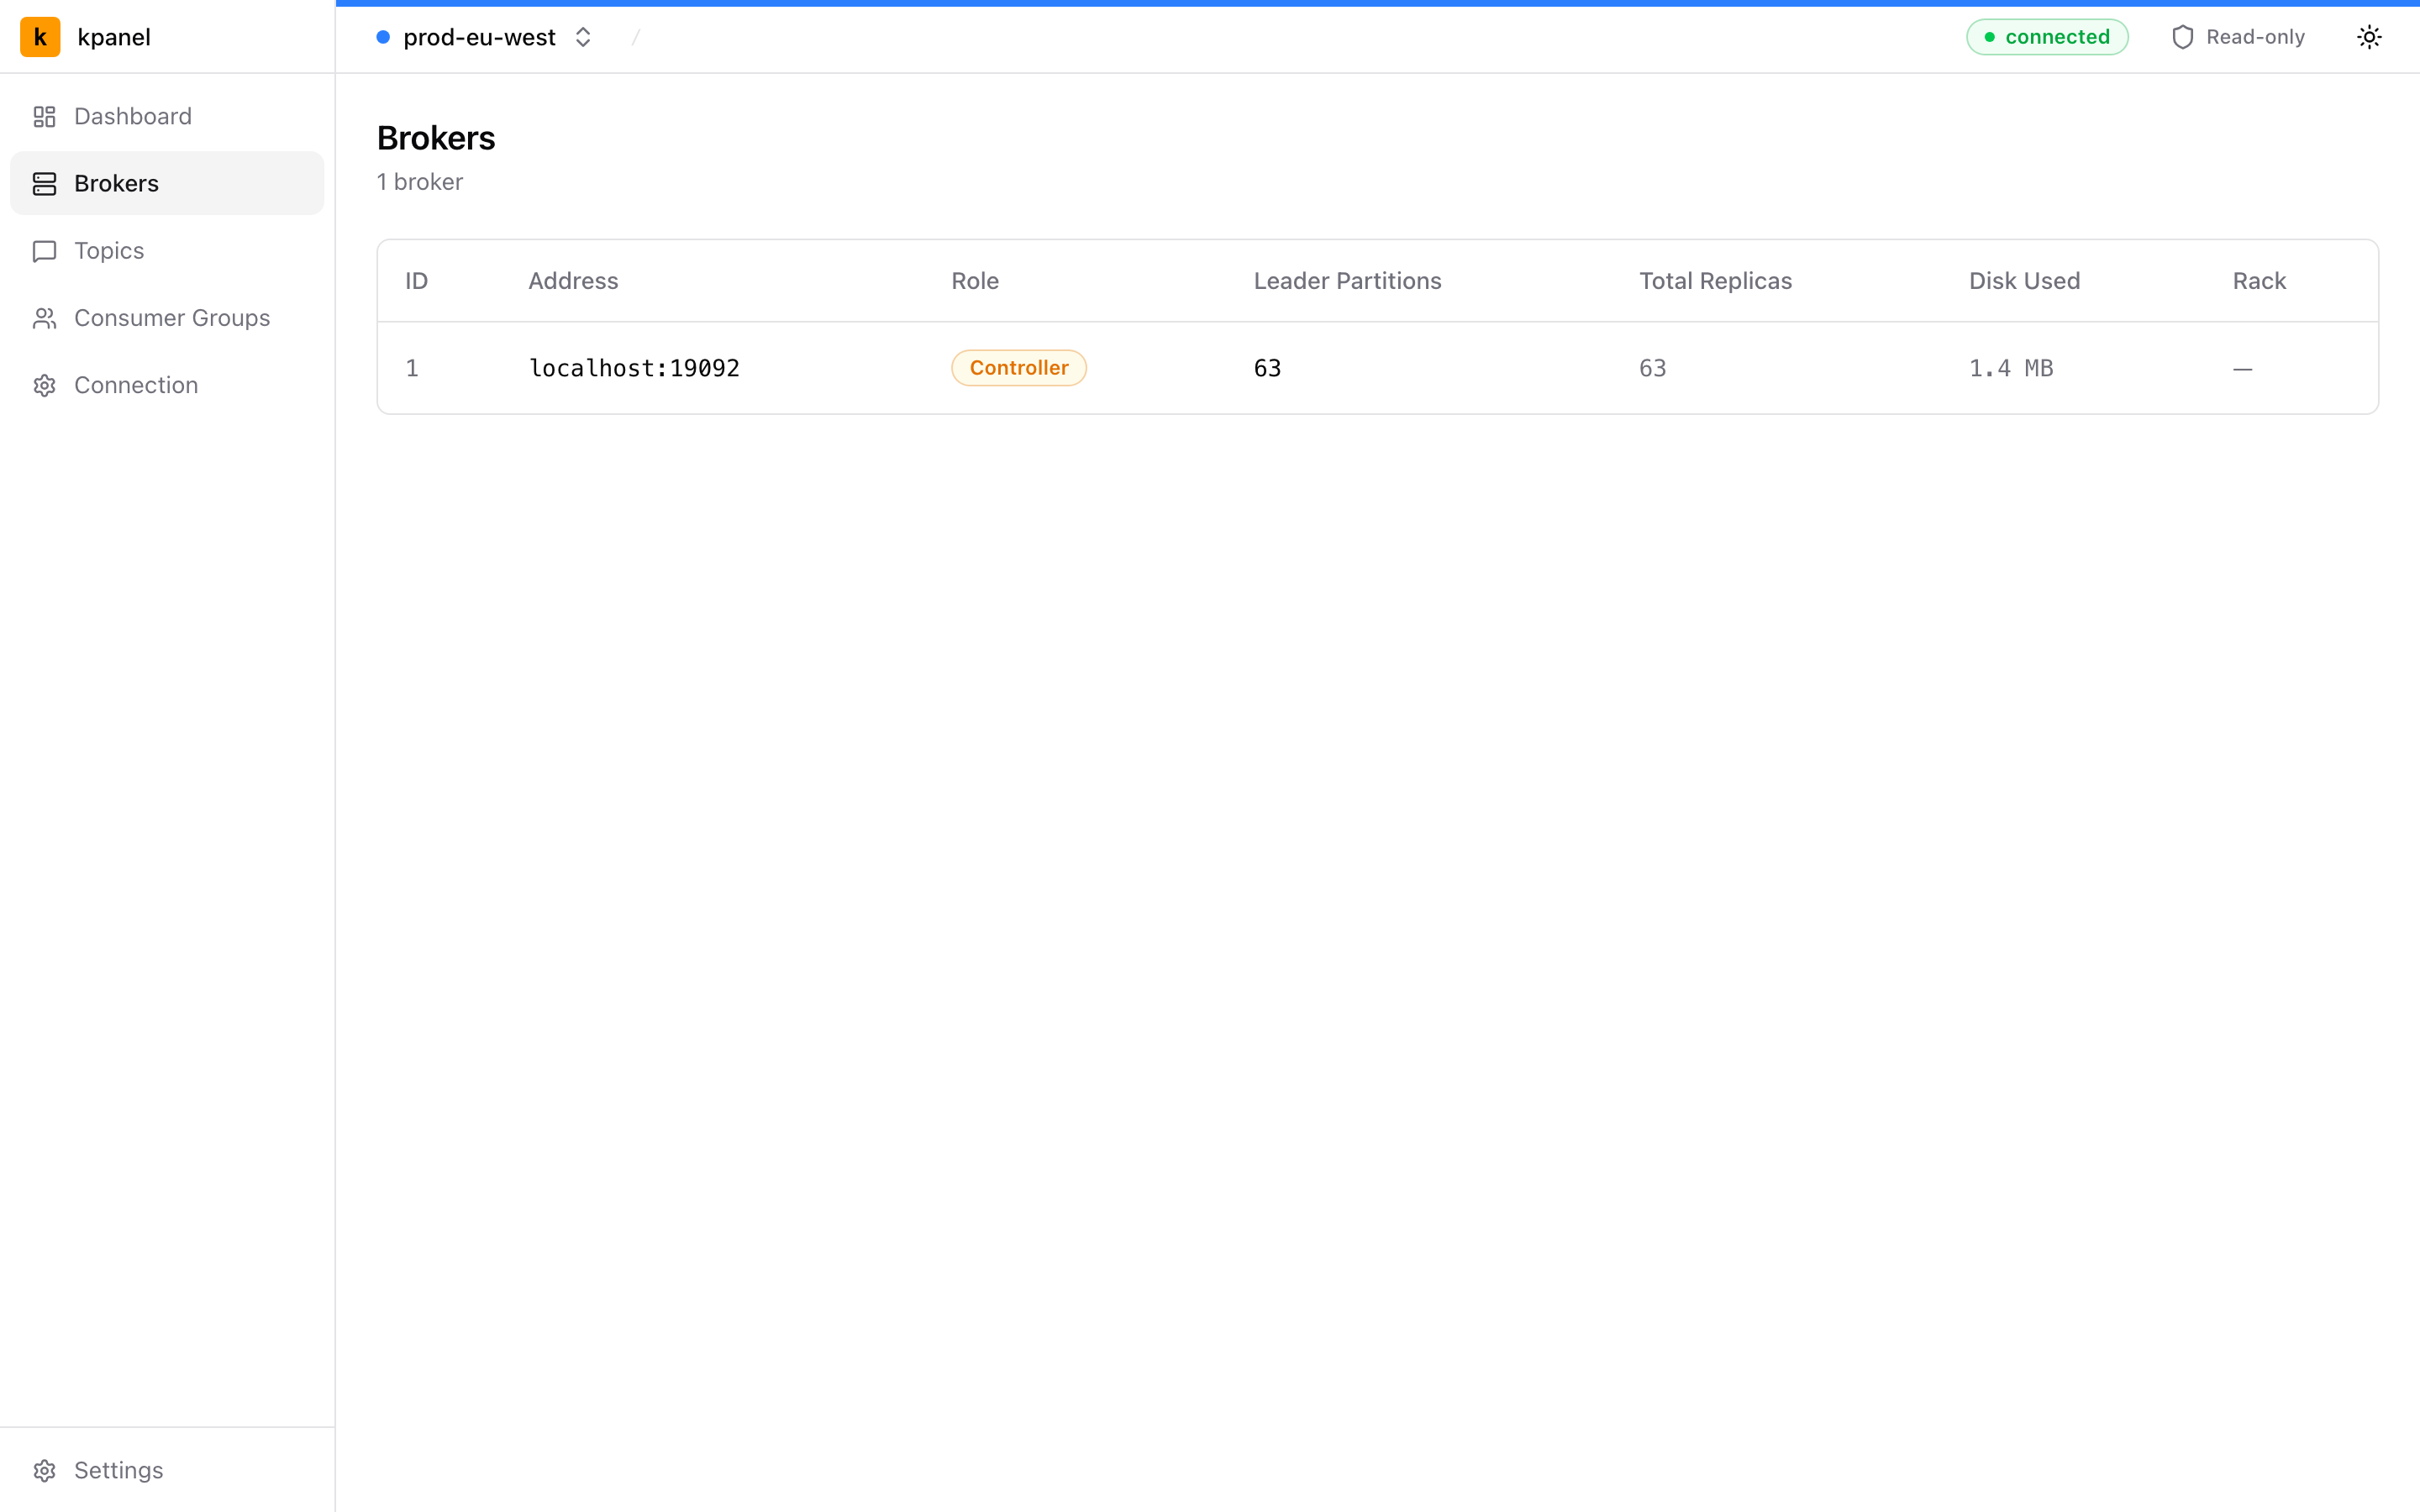 k kpanel
prod-eu-west /
connected
Read-only
Dashboard
Brokers
Topics
Consumer Groups
Connection
Settings
Brokers
1 broker
ID Address Role Leader Partitions Total Replicas Disk Used Rack
1 localhost:19092 Controller 63 63 1.4 MB —